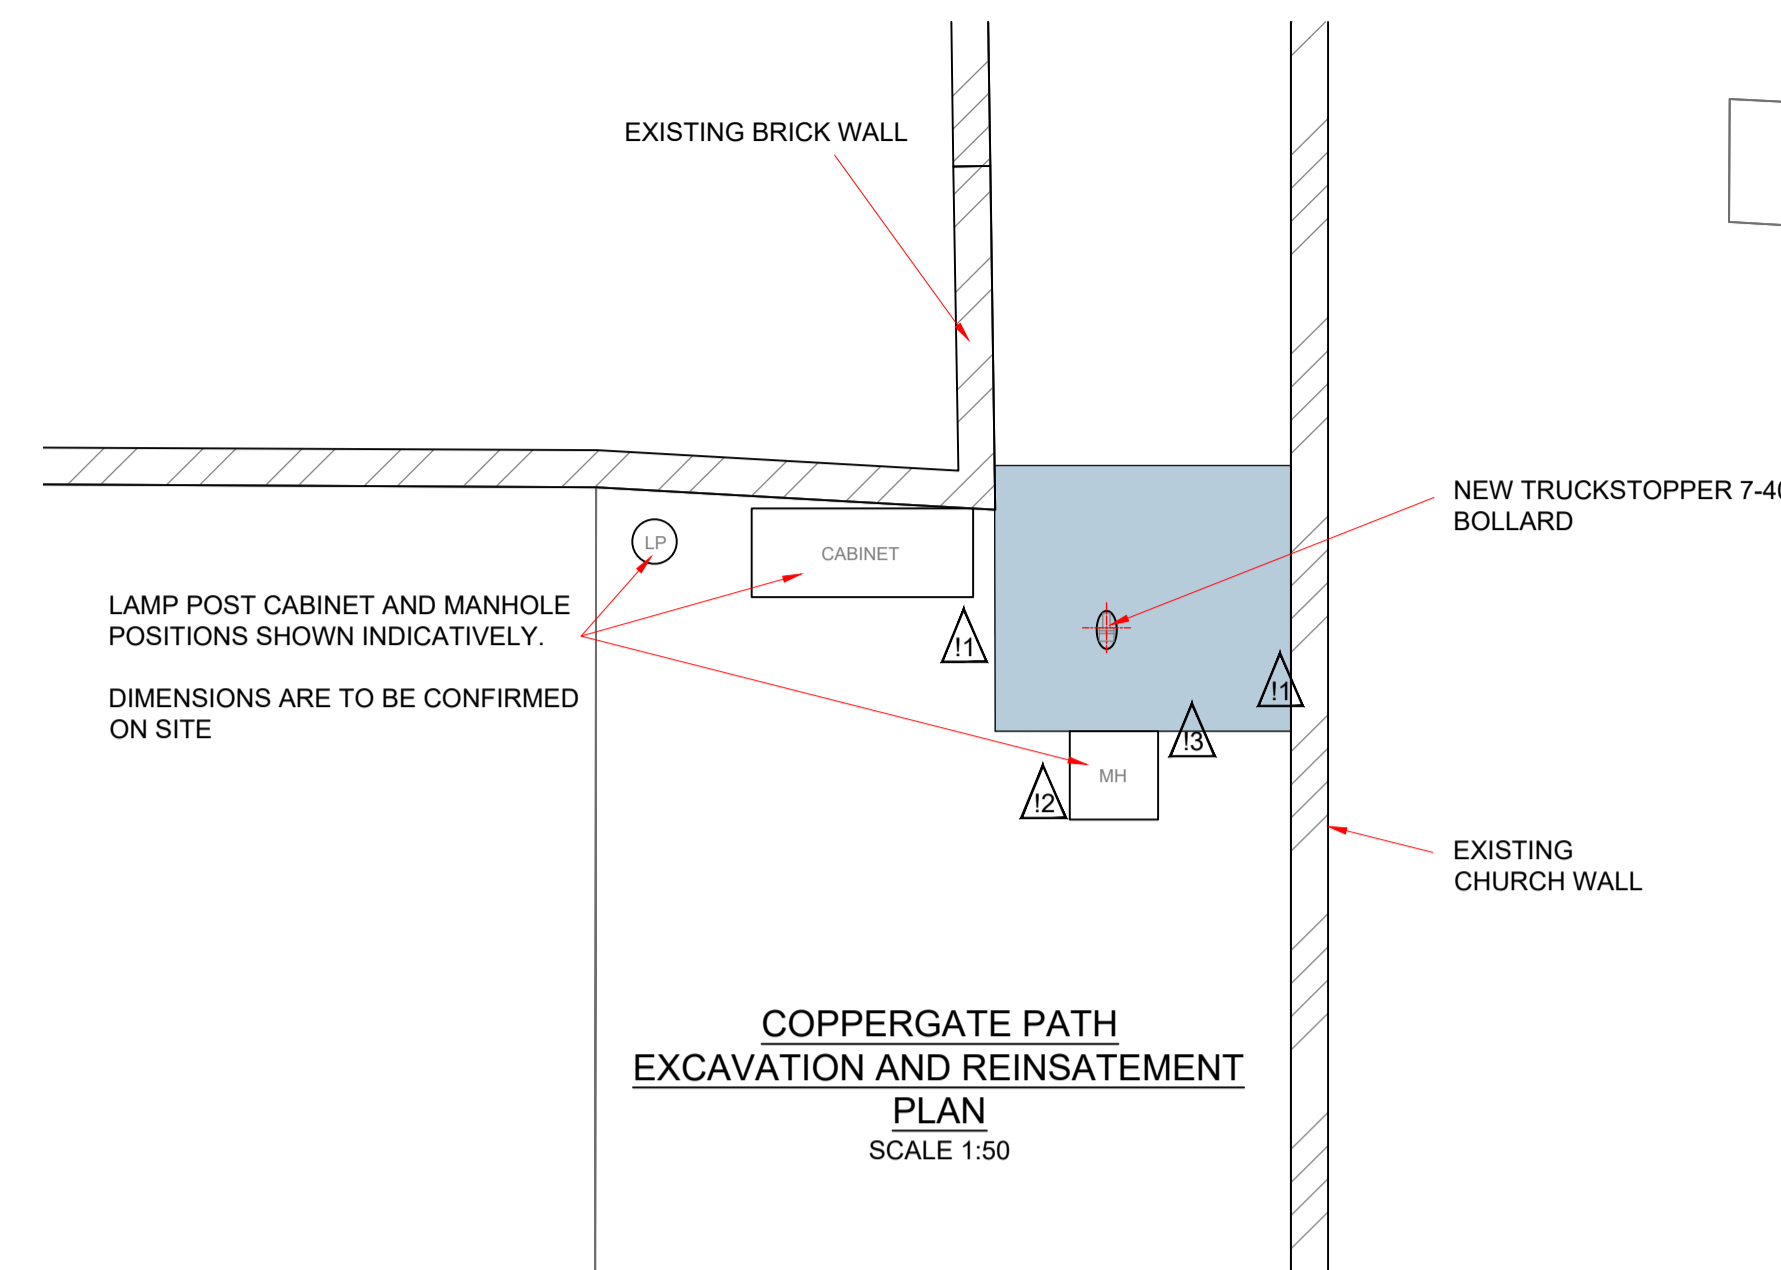 EXISTING BRICK WALL
NEW TRUCKSTOPPER 7-40
BOLLARD
LP
CABINET
LAMP POST CABINET AND MANHOLE
POSITIONS SHOWN INDICATIVELY.
DIMENSIONS ARE TO BE CONFIRMED
ON SITE
!1
!1
!3
MH
!2
EXISTING
CHURCH WALL
COPPERGATE PATH
EXCAVATION AND REINSATEMENT
PLAN
SCALE 1:50